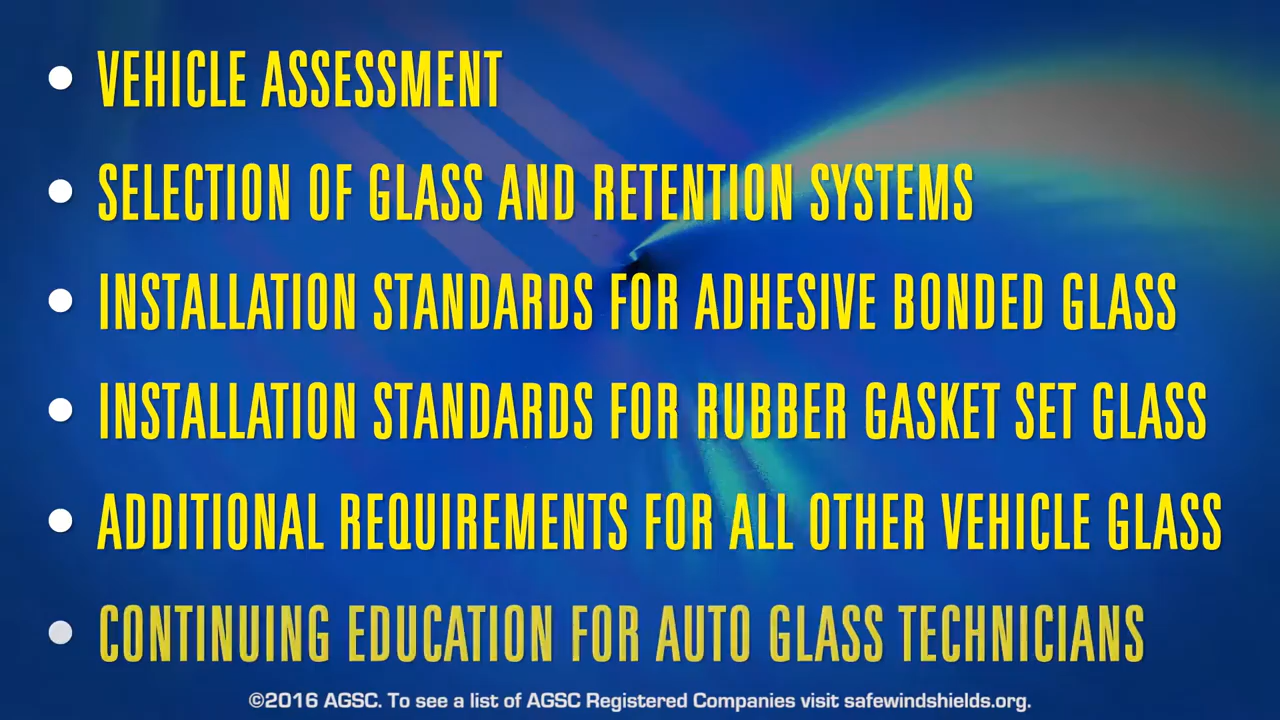 VEHICLE ASSESSMENT
SELECTION OF GLASS AND RETENTION SYSTEMS
INSTALLATION STANDARDS FOR ADHESIVE BONDED GLASS
INSTALLATION STANDARDS FOR RUBBER GASKET SET GLASS
ADDITIONAL REQUIREMENTS FOR ALL OTHER VEHICLE GLASS
CONTINUING EDUCATION FOR AUTO GLASS TECHNICIANS
©2016 AGSC. To see a list of AGSC Registered Companies visit safewindshields.org.